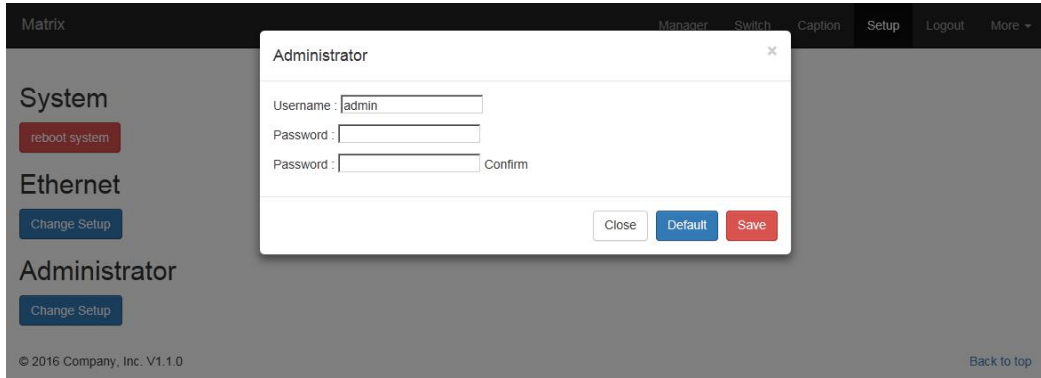 Matrix Manager Switch Caption Setup Logout More
Administrator ×
System
Username : admin
reboot system
Password :
Password : Confirm
Ethernet
Change Setup
Close Default Save
Administrator
Change Setup
© 2016 Company, Inc. V1.1.0 Back to top